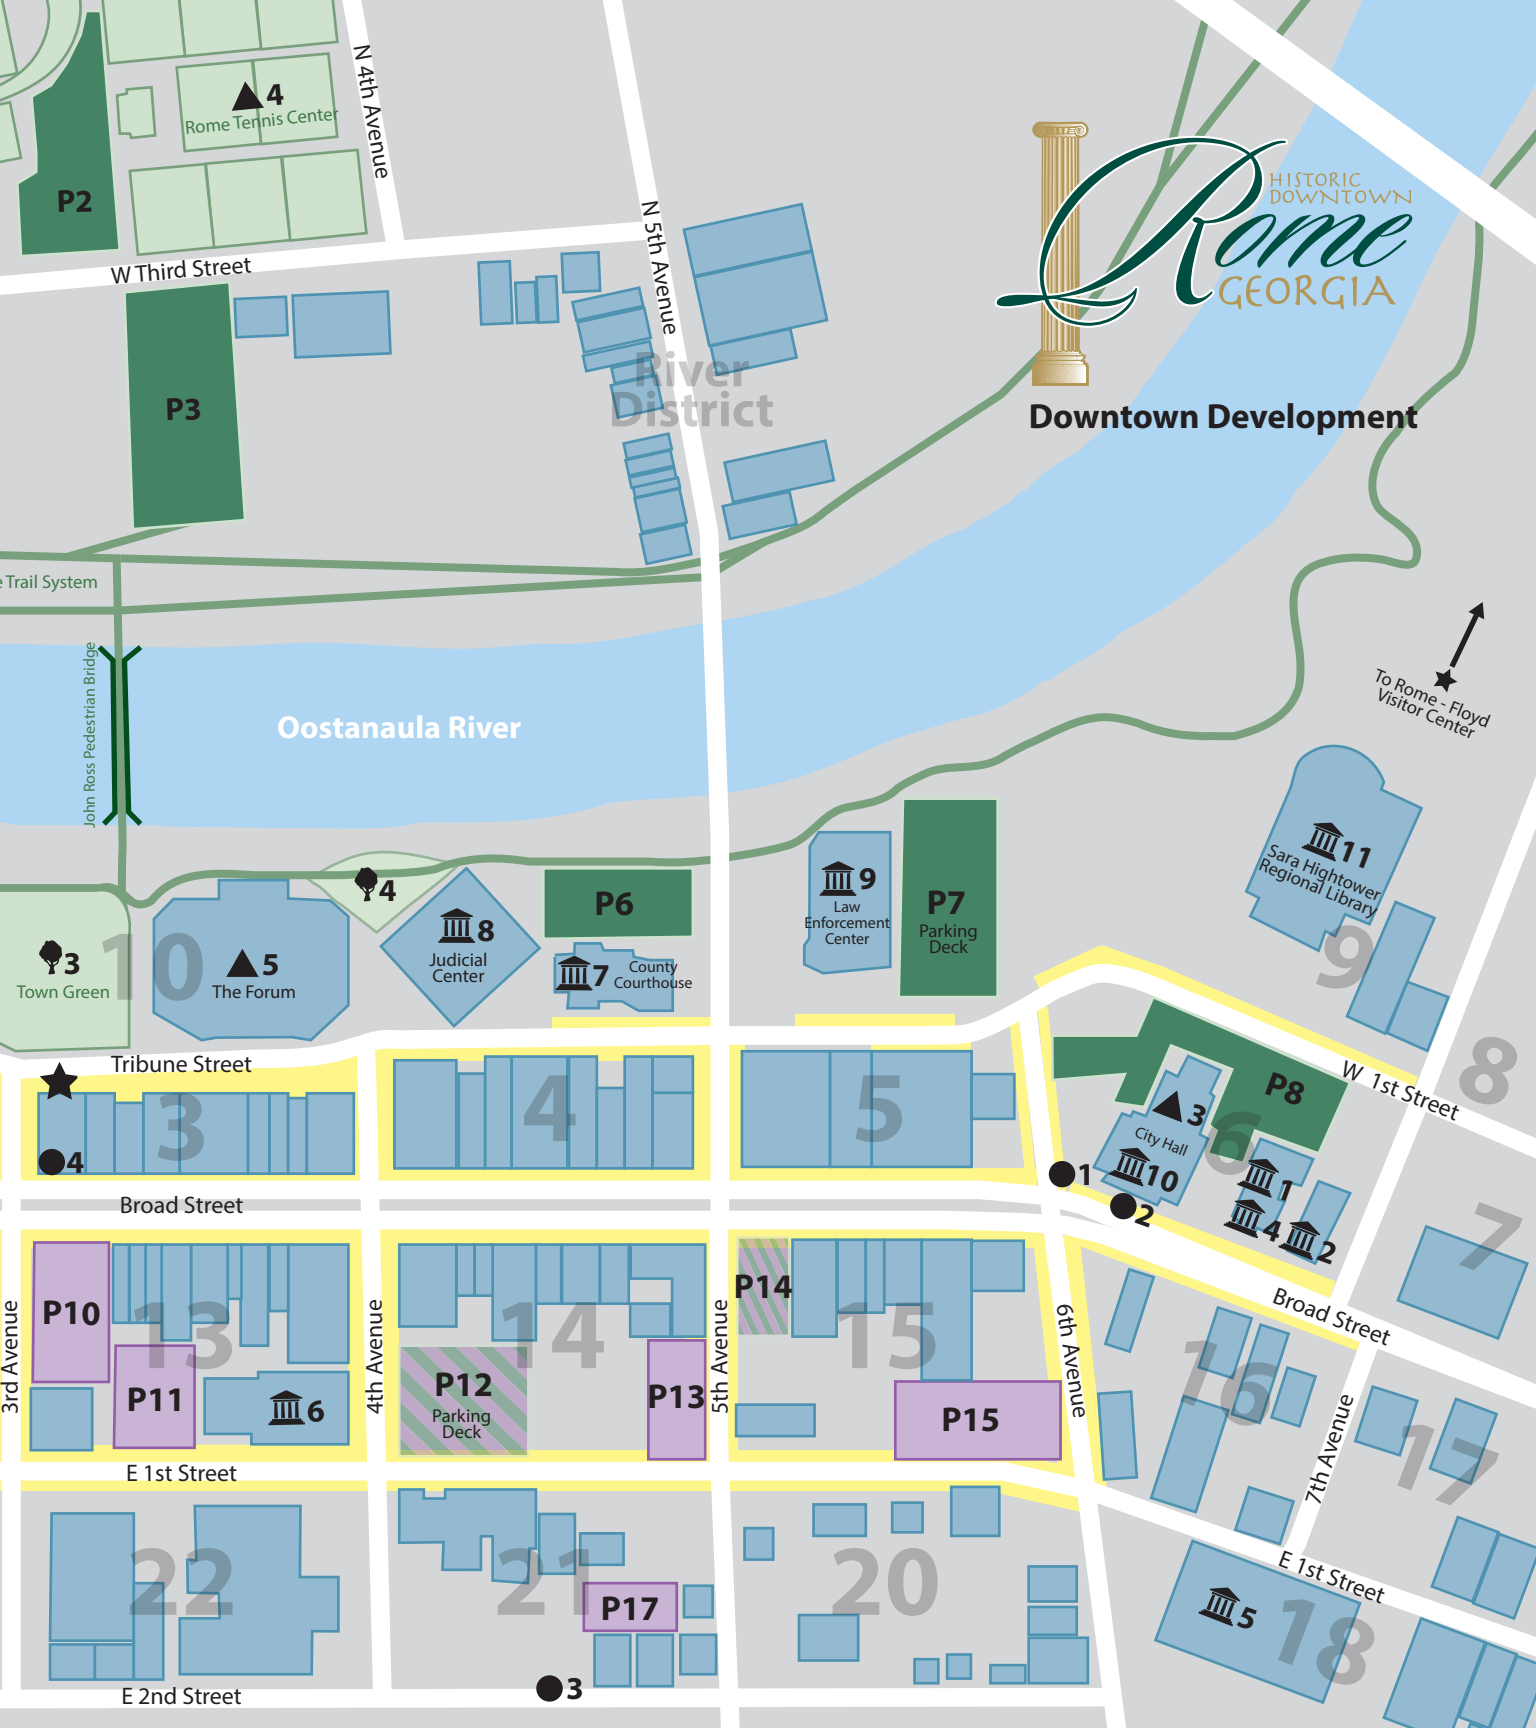 4
Rome Tennis Center
N 4th Avenue
P2
W Third Street
N 5th Avenue
HISTORIC
DOWNTOWN
Rome
GEORGIA
Downtown Development
P3
River
District
e Trail System
John Ross Pedestrian Bridge
Oostanaula River
To Rome - Floyd
Visitor Center
11
Sara Hightower
Regional Library
9
4
P6
9
Law
Enforcement
Center
P7
Parking
Deck
3
Town Green
10
5
The Forum
8
Judicial
Center
7
County
Courthouse
Tribune Street
W 1st Street
8
3
4
5
P8
3
City Hall
10
6
1
4
2
4
1
2
Broad Street
7
P10
13
P11
6
3rd Avenue
4th Avenue
14
P12
Parking
Deck
P13
5th Avenue
P14
15
P15
6th Avenue
Broad Street
16
7th Avenue
17
E 1st Street
E 1st Street
22
21
P17
20
5
18
3
E 2nd Street